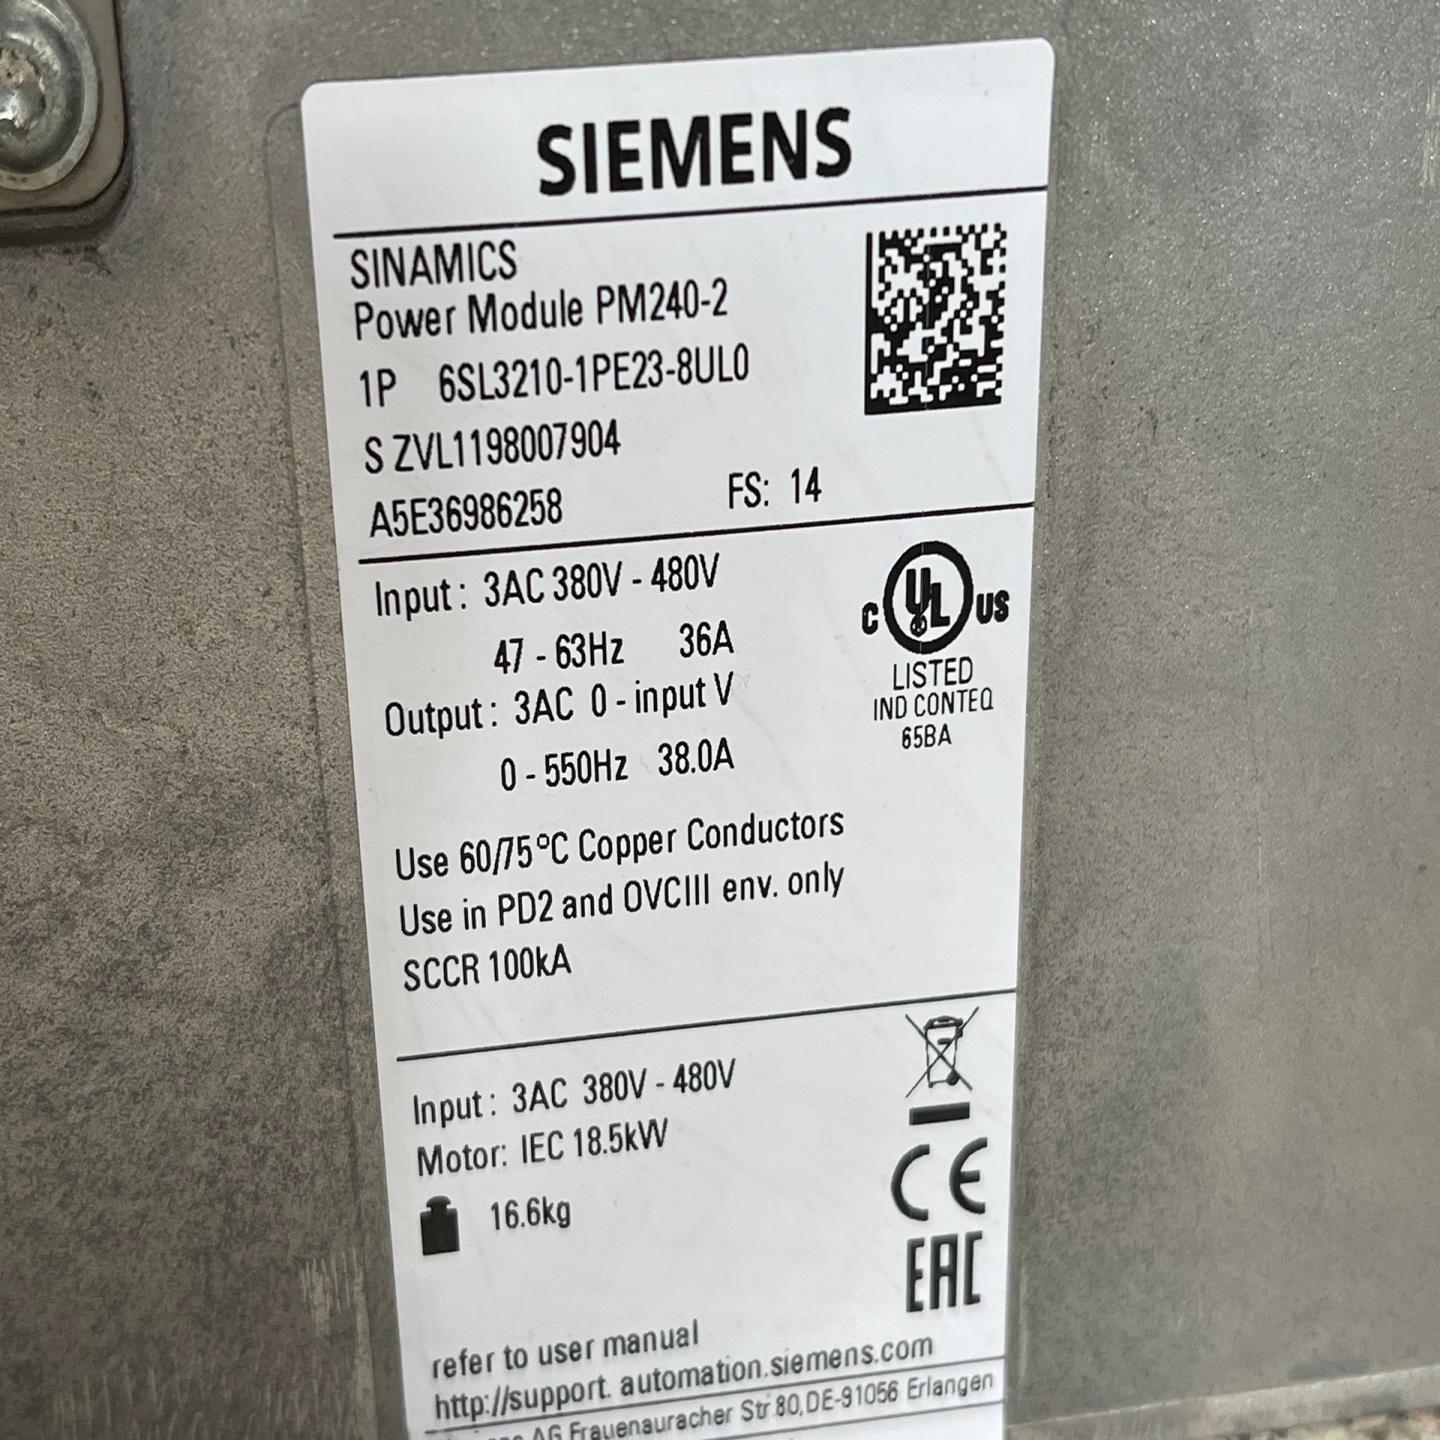 SIEMENS
SINAMICS
Power Module PM240-2
1P 6SL3210-1PE23-8UL0
S ZVL1198007904
A5E36986258 FS: 14
Input: 3AC 380V - 480V
47 - 63Hz 36A
Output: 3AC 0 - input V
0 - 550Hz 38.0A
C UL US
LISTED
IND CONTEQ
65BA
Use 60/75°C Copper Conductors
Use in PD2 and OVCIII env. only
SCCR 100kA
Input: 3AC 380V - 480V
Motor: IEC 18.5kW
16.6kg
CE
EAC
refer to user manual
http://support. automation.siemens.com
AG Frauenauracher Str 80,DE-91056 Erlangen